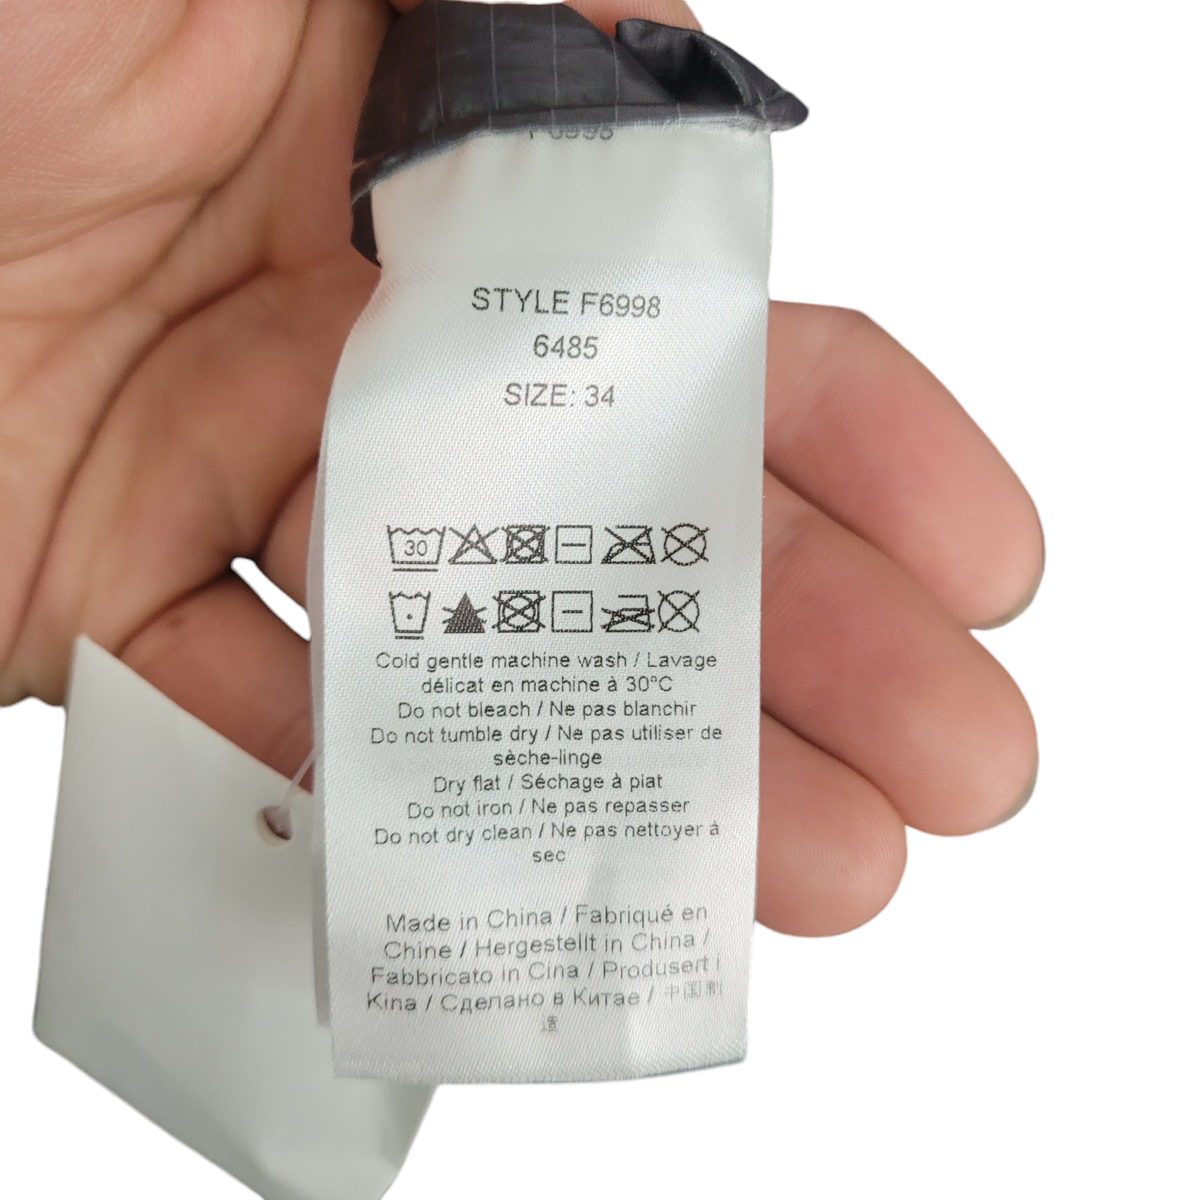 F6998
STYLE F6998
6485
SIZE: 34
30
Cold gentle machine wash / Lavage
délicat en machine à 30°C
Do not bleach / Ne pas blanchir
Do not tumble dry / Ne pas utiliser de
sèche-linge
Dry flat / Séchage à plat
Do not iron / Ne pas repasser
Do not dry clean / Ne pas nettoyer à
sec
Made in China / Fabriqué en
Chine / Hergestellt in China /
Fabbricato in Cina / Produsert i
Kina / Сделано в Китае / 中国制
造